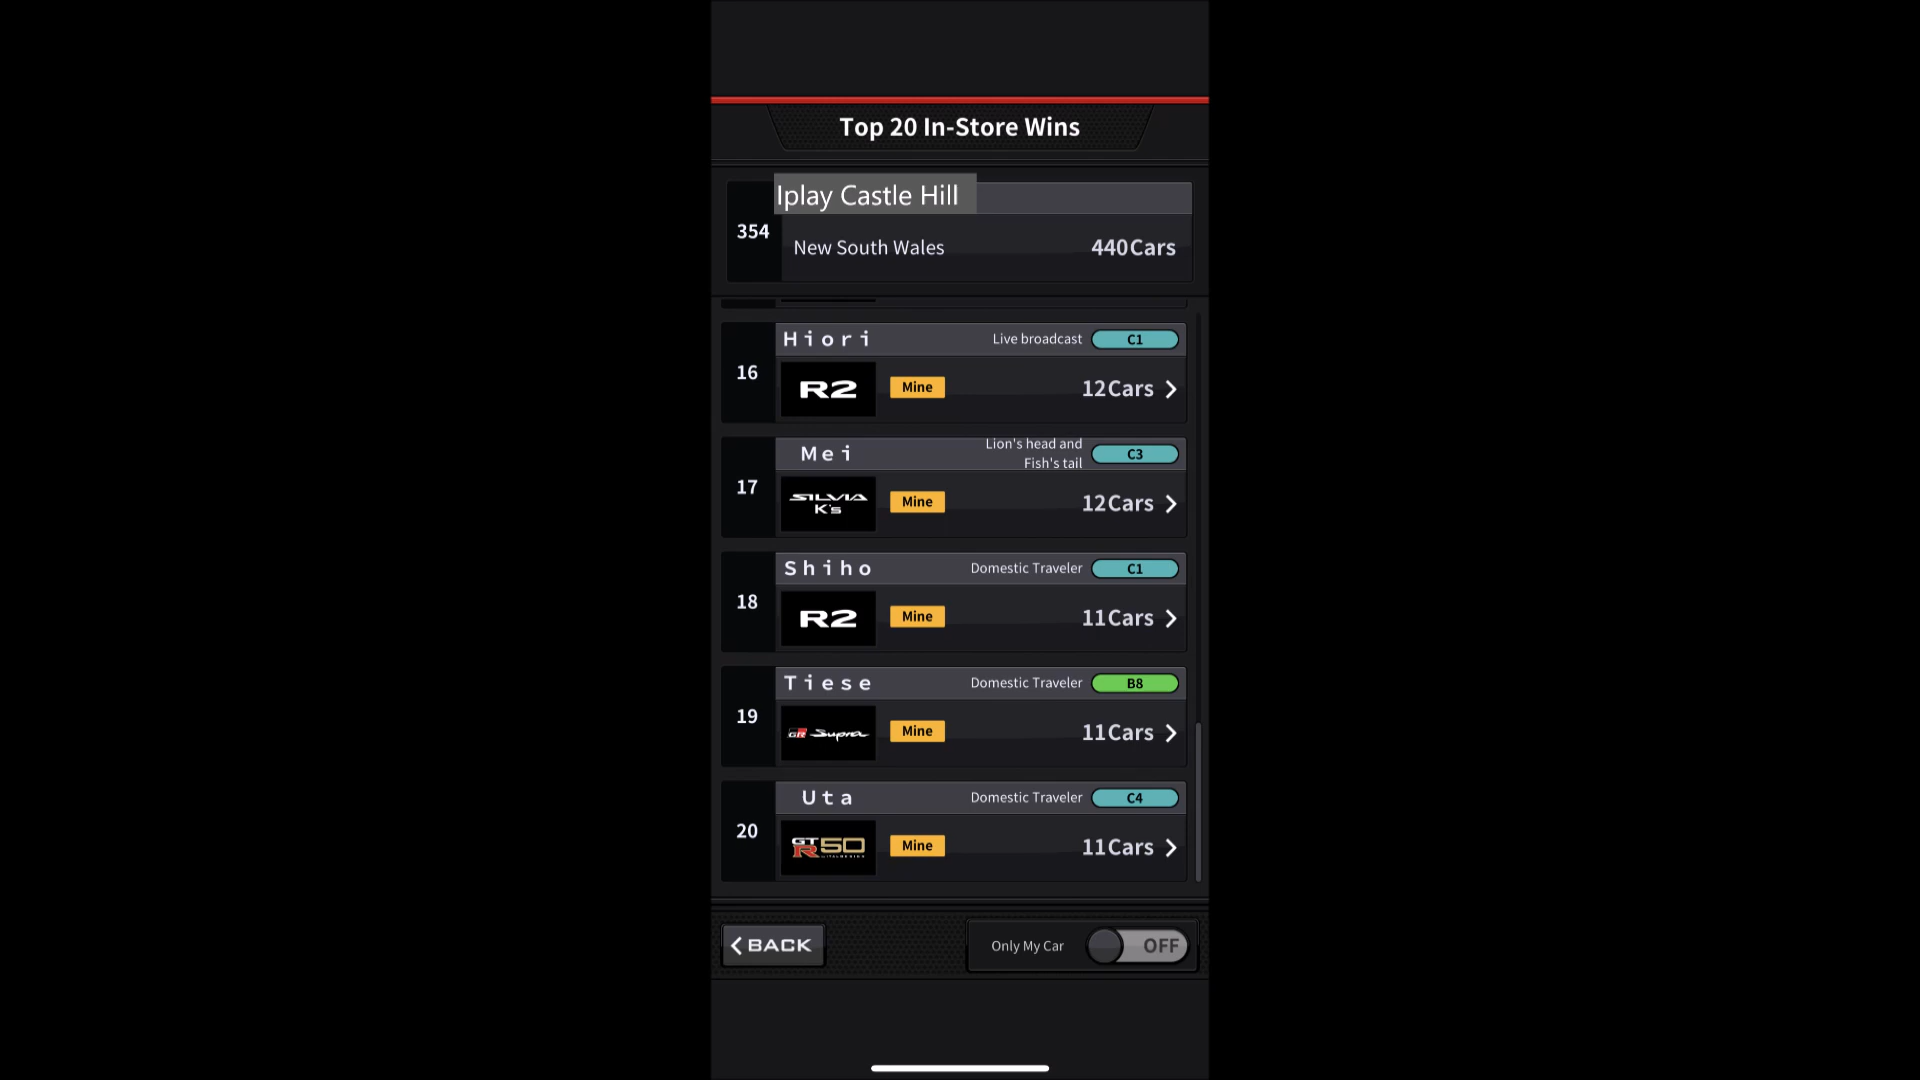 Top 20 In-Store Wins
Iplay Castle Hill
354
New South Wales
440Cars
Hiori
Live broadcast
C1
16
R2
Mine
12Cars
Mei
Lion's head and
Fish's tail
C3
17
SILVIA
K's
Mine
12Cars
Shiho
Domestic Traveler
C1
18
R2
Mine
11Cars
Tiese
Domestic Traveler
B8
19
GR Supra
Mine
11Cars
Uta
Domestic Traveler
C4
20
GT
R50
Mine
11Cars
BACK
Only My Car
OFF